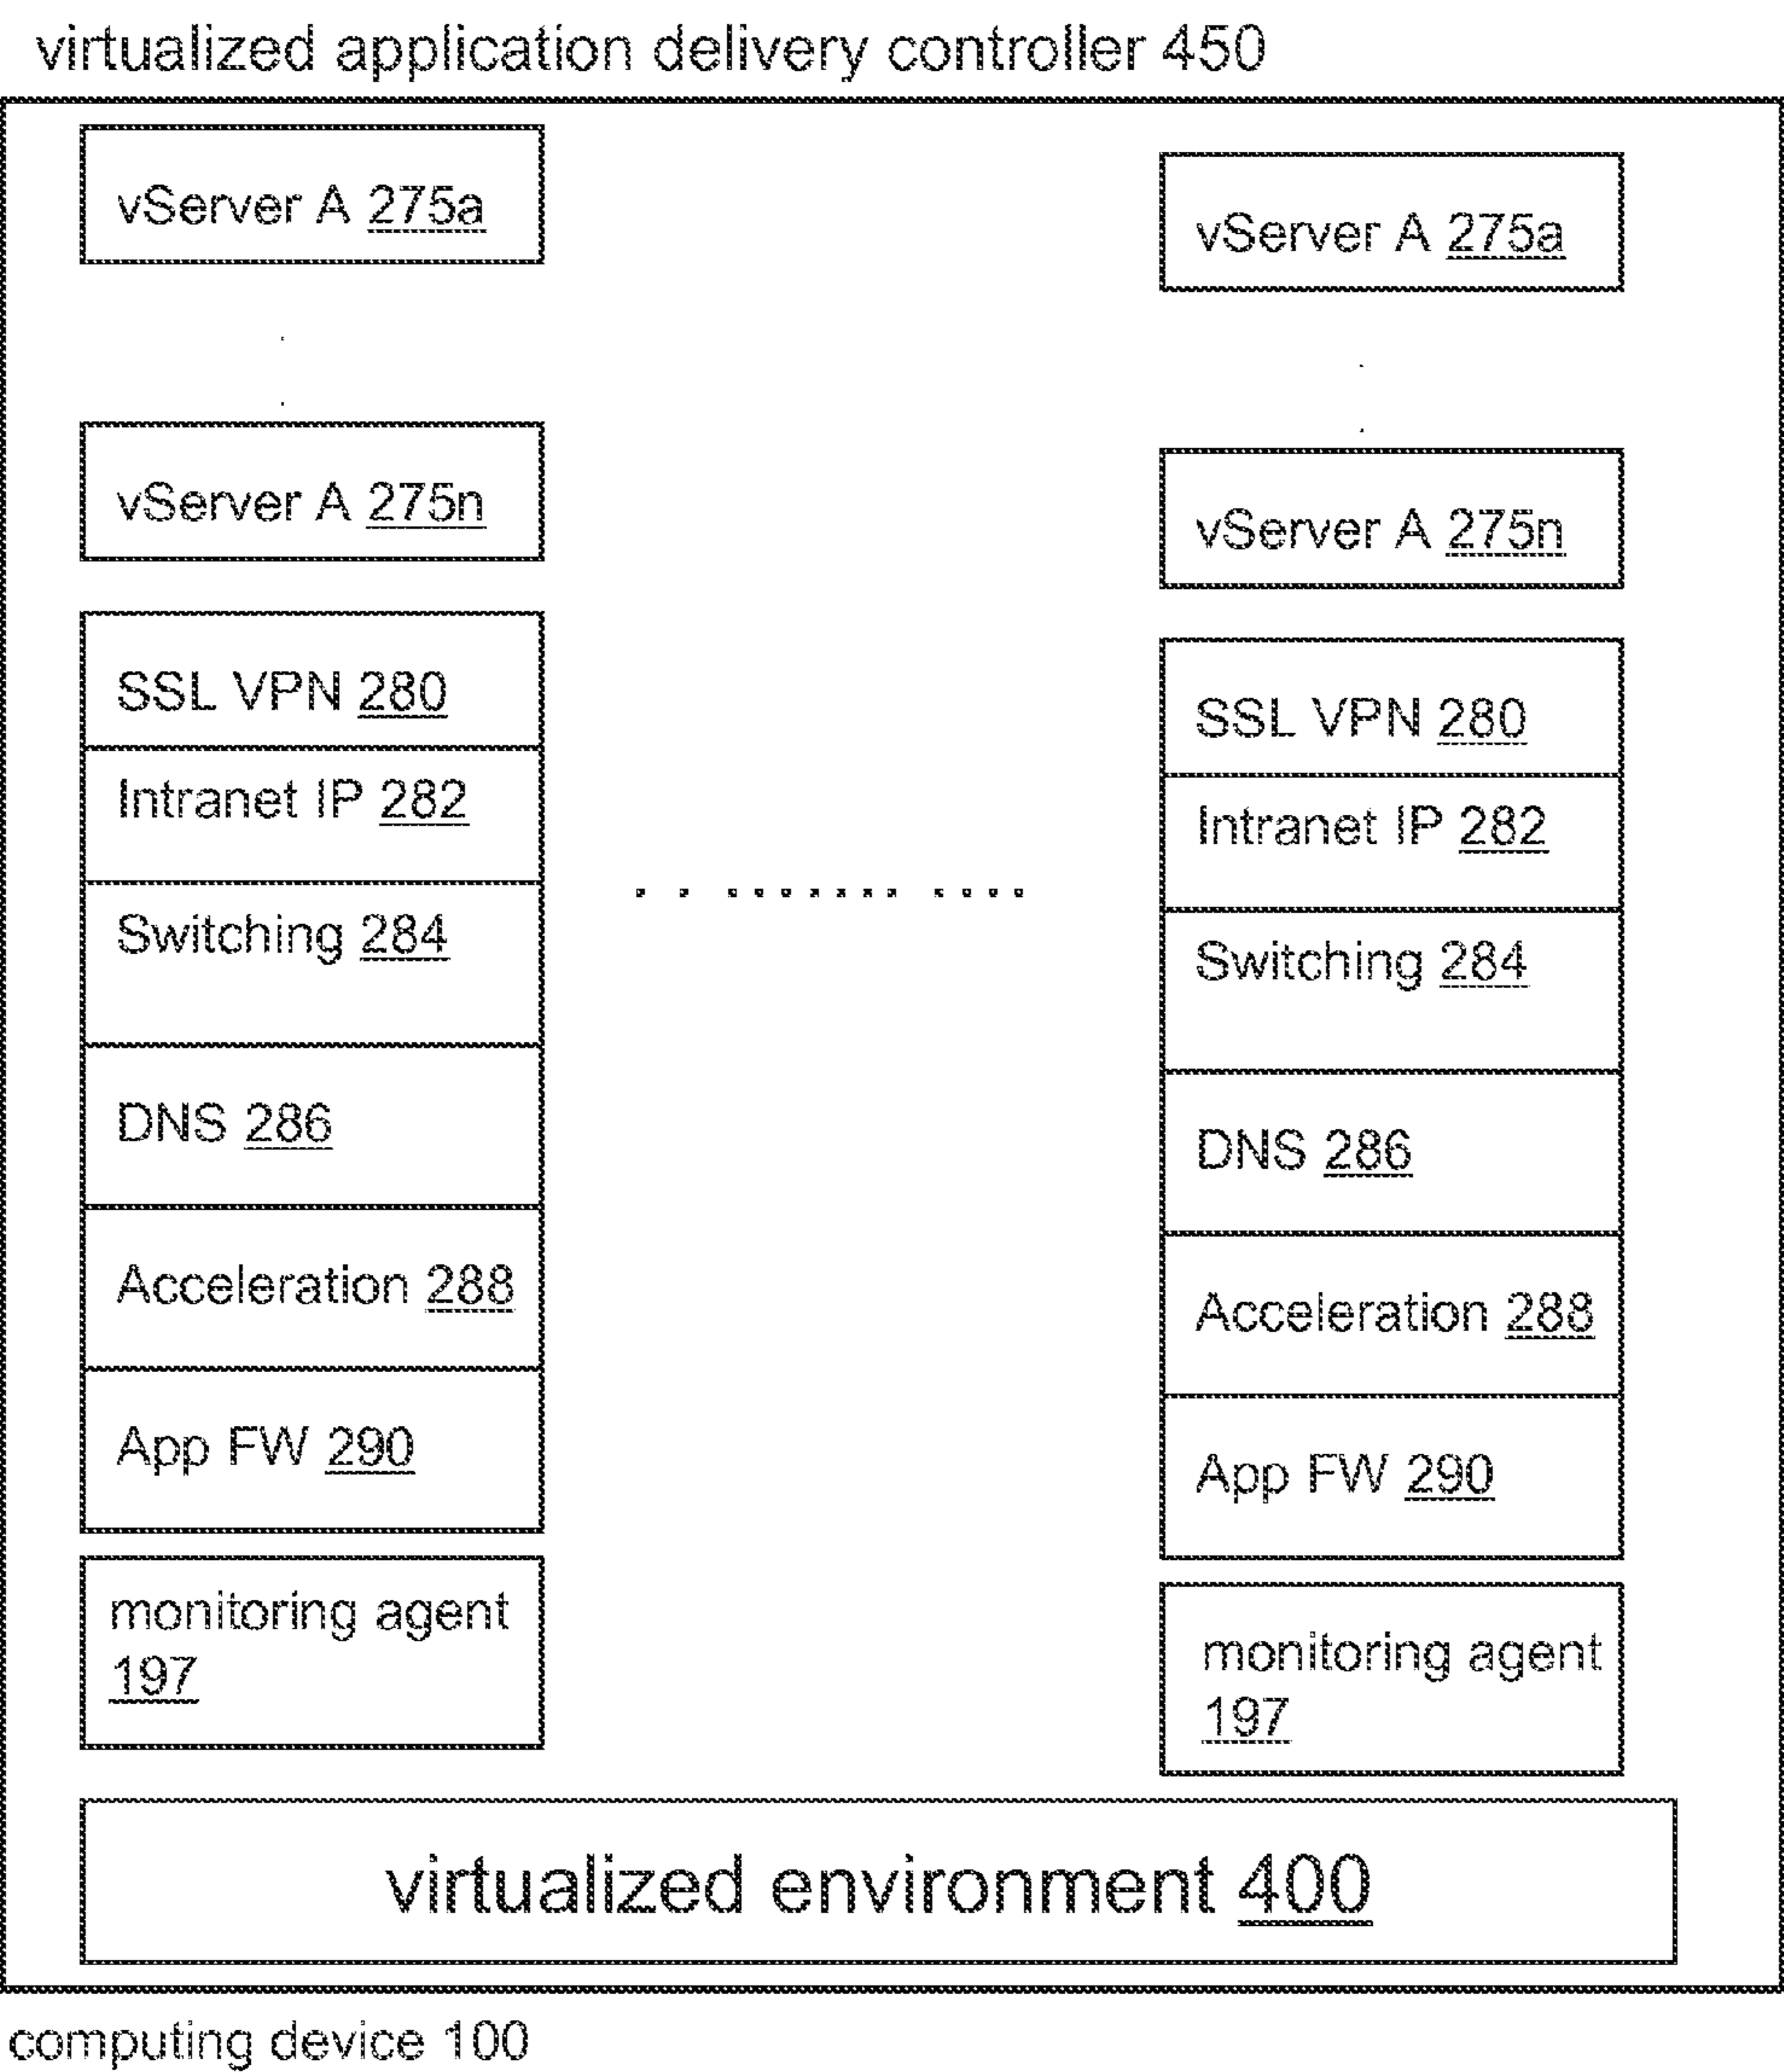 virtualized application delivery controller 450
vServer A 275a
vServer A 275n
SSL VPN 280
Intranet IP 282
Switching 284
DNS 286
Acceleration 288
App FW 290
monitoring agent
197
vServer A 275a
vServer A 275n
SSL VPN 280
Intranet IP 282
Switching 284
DNS 286
Acceleration 288
App FW 290
monitoring agent
197
virtualized environment 400
computing device 100